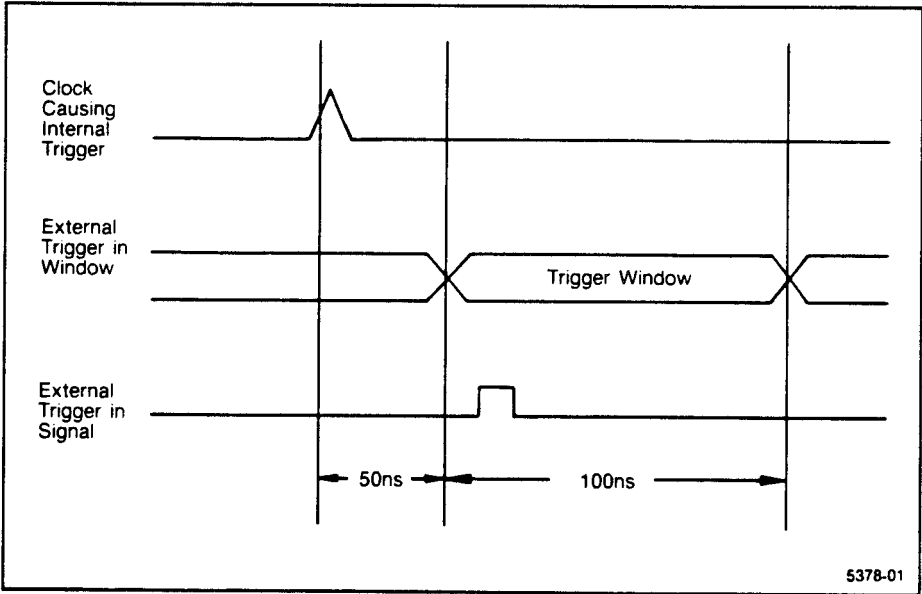 Clock
Causing
Internal
Trigger
External
Trigger in
Window
Trigger Window
External
Trigger in
Signal
50ns
100ns
5378-01